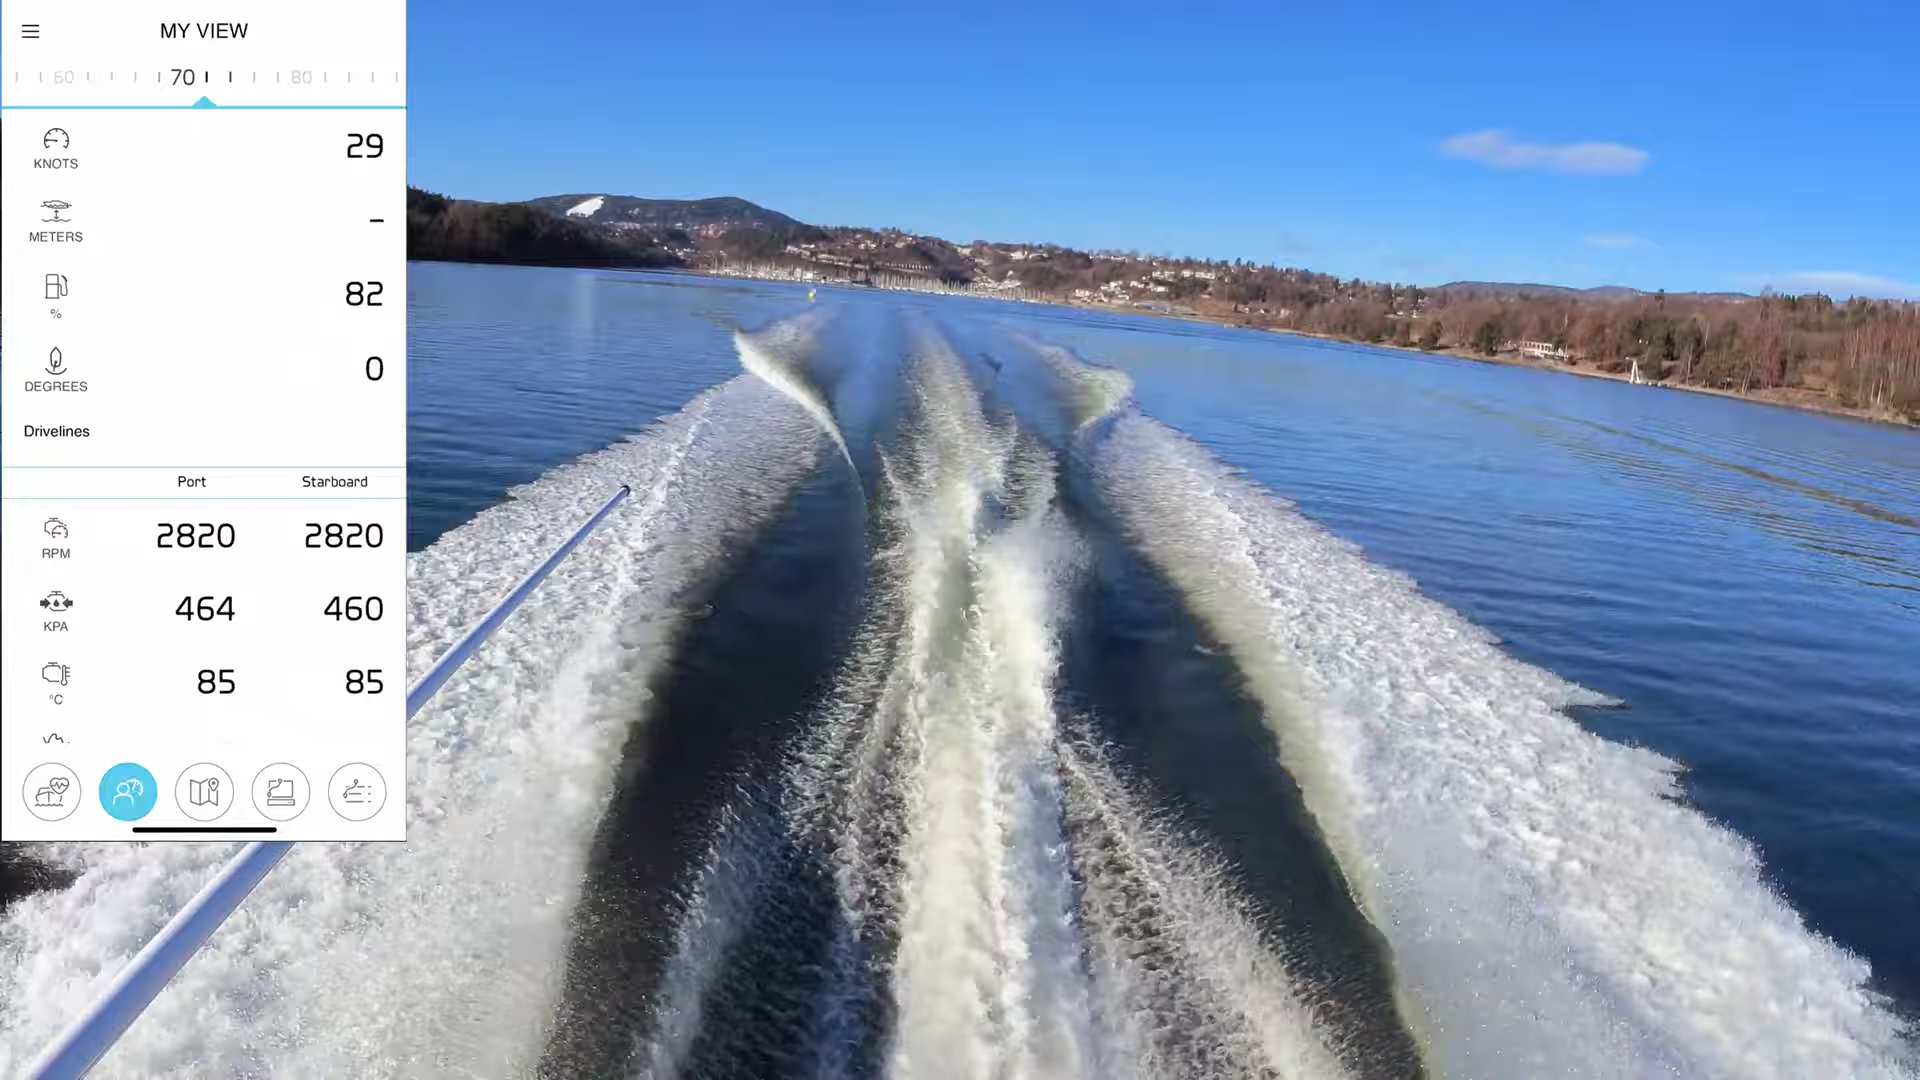 MY VIEW
60 70 80
29
KNOTS
-
METERS
82
%
0
DEGREES
Drivelines
Port Starboard
2820 2820
RPM
464 460
KPA
85 85
°C